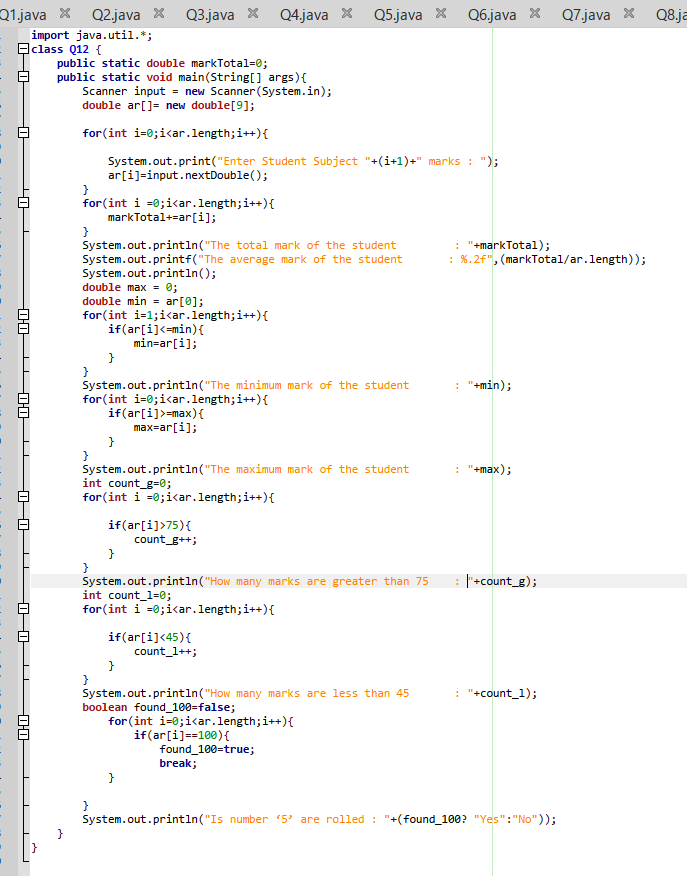 Q1.java Q2.java Q3.java Q4.java Q5.java Q6.java Q7.java Q8.ja
import java.util.*;
class Q12 {
    public static double markTotal=0;
    public static void main(String[] args){
        Scanner input = new Scanner(System.in);
        double ar[]= new double[9];
        for(int i=0;i<ar.length;i++){
            System.out.print("Enter Student Subject "+(i+1)+" marks : ");
            ar[i]=input.nextDouble();
        }
        for(int i =0;i<ar.length;i++){
            markTotal+=ar[i];
        }
        System.out.println("The total mark of the student         : "+markTotal);
        System.out.printf("The average mark of the student       : %.2f",(markTotal/ar.length));
        System.out.println();
        double max = 0;
        double min = ar[0];
        for(int i=1;i<ar.length;i++){
            if(ar[i]<=min){
                min=ar[i];
            }
        }
        System.out.println("The minimum mark of the student       : "+min);
        for(int i=0;i<ar.length;i++){
            if(ar[i]>=max){
                max=ar[i];
            }
        }
        System.out.println("The maximum mark of the student       : "+max);
        int count_g=0;
        for(int i =0;i<ar.length;i++){
            if(ar[i]>75){
                count_g++;
            }
        }
        System.out.println("How many marks are greater than 75    : "+count_g);
        int count_l=0;
        for(int i =0;i<ar.length;i++){
            if(ar[i]<45){
                count_l++;
            }
        }
        System.out.println("How many marks are less than 45       : "+count_l);
        boolean found_100=false;
            for(int i=0;i<ar.length;i++){
                if(ar[i]==100){
                    found_100=true;
                    break;
            }
        }
        System.out.println("Is number ‘5’ are rolled : "+(found_100? "Yes":"No"));
    }
}